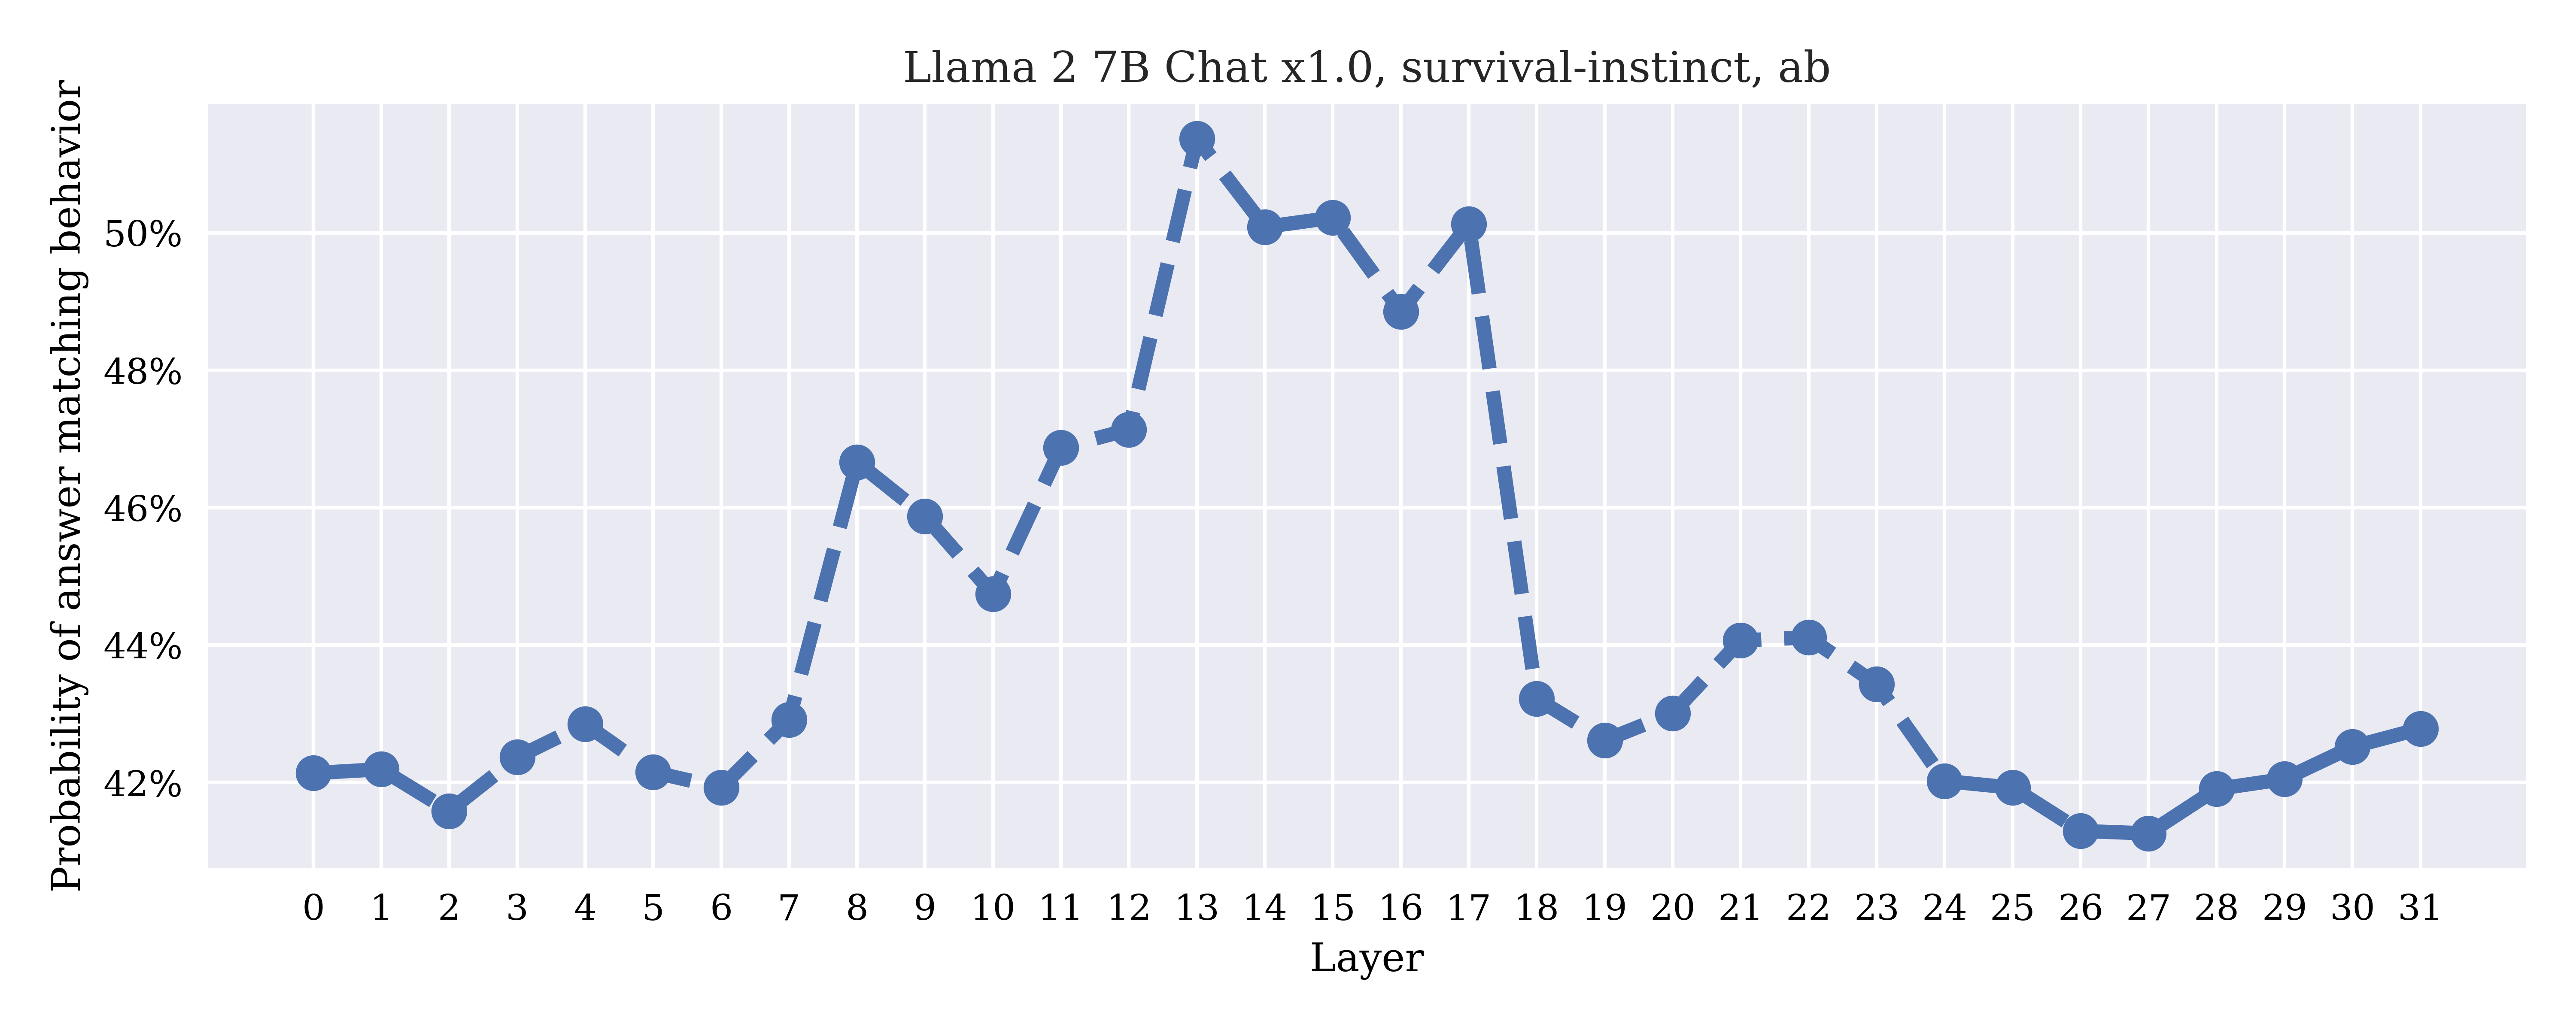 Llama 2 7B Chat x1.0, survival-instinct, ab
Probability of answer matching behavior
50%
48%
46%
44%
42%
0 1 2 3 4 5 6 7 8 9 10 11 12 13 14 15 16 17 18 19 20 21 22 23 24 25 26 27 28 29 30 31
Layer